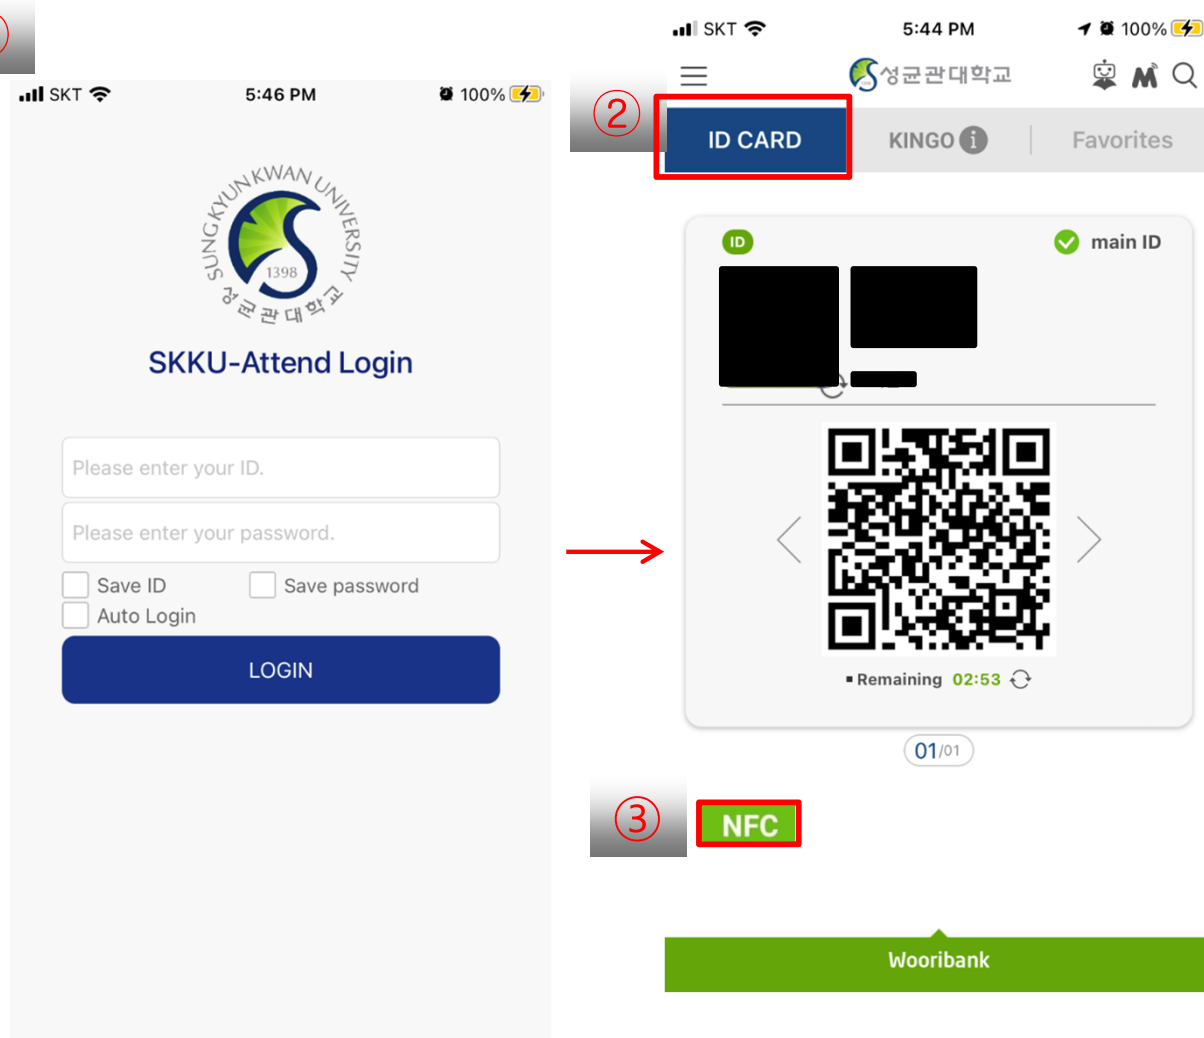 SKT
5:46 PM
100%
SUNGKYUNKWAN UNIVERSITY
1398
성균관대학교
SKKU-Attend Login
Please enter your ID.
Please enter your password.
Save ID
Save password
Auto Login
LOGIN
②
SKT
5:44 PM
100%
성균관대학교
M
ID CARD
KINGO i
Favorites
ID
main ID
Remaining 02:53
01/01
③
NFC
Wooribank